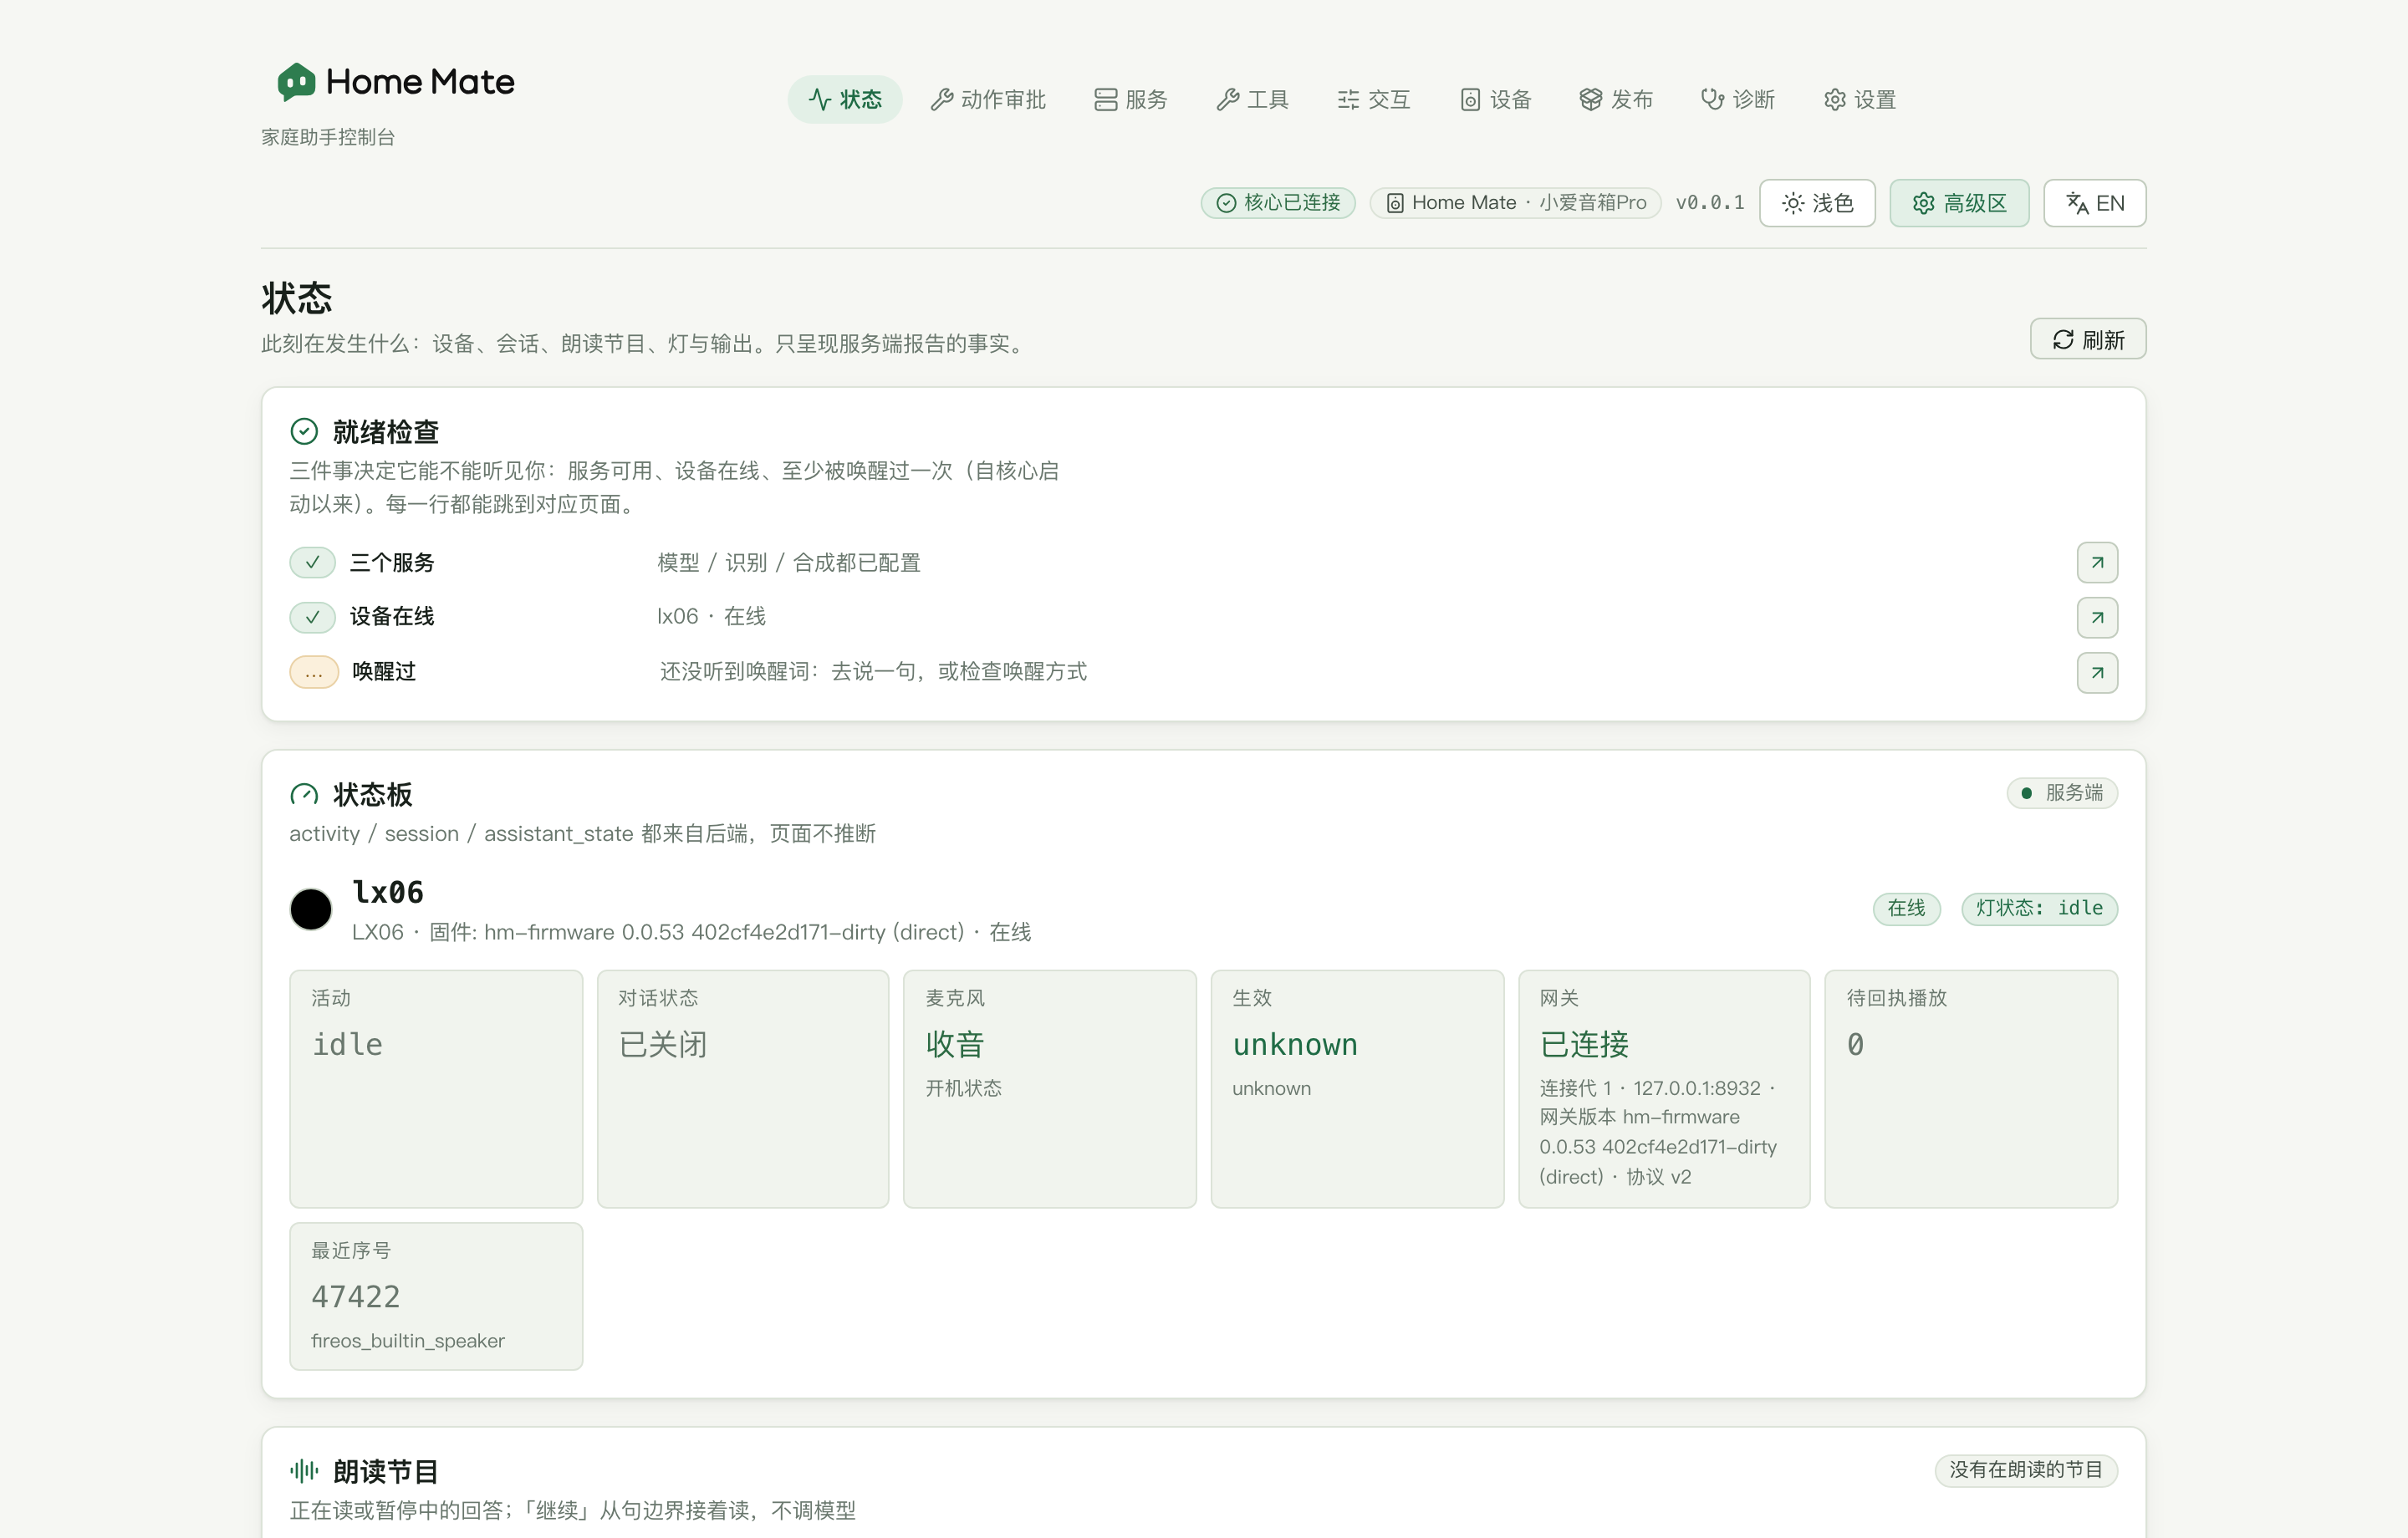 Home Mate
家庭助手控制台
状态 动作审批 服务 工具 交互 设备 发布 诊断 设置
核心已连接 Home Mate · 小爱音箱Pro v0.0.1 浅色 高级区 EN
状态
此刻在发生什么：设备、会话、朗读节目、灯与输出。只呈现服务端报告的事实。
刷新
就绪检查
三件事决定它能不能听见你：服务可用、设备在线、至少被唤醒过一次（自核心启
动以来）。每一行都能跳到对应页面。
三个服务 模型 / 识别 / 合成都已配置
设备在线 lx06 · 在线
... 唤醒过 还没听到唤醒词：去说一句，或检查唤醒方式
状态板 服务端
activity / session / assistant_state 都来自后端，页面不推断
lx06
LX06 · 固件: hm-firmware 0.0.53 402cf4e2d171-dirty (direct) · 在线
在线 灯状态: idle
活动
idle
对话状态
已关闭
麦克风
收音
开机状态
生效
unknown
unknown
网关
已连接
连接代 1 · 127.0.0.1:8932 ·
网关版本 hm-firmware
0.0.53 402cf4e2d171-dirty
(direct) · 协议 v2
待回执播放
0
最近序号
47422
fireos_builtin_speaker
朗读节目 没有在朗读的节目
正在读或暂停中的回答；「继续」从句边界接着读，不调模型